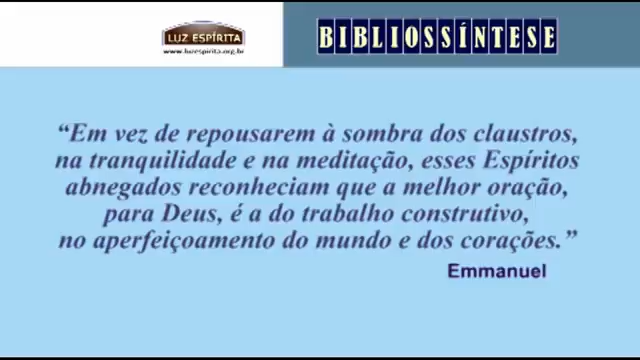 LUZ ESPÍRITA
www.luzespirita.org.br
BIBLIOSSÍNTESE
“Em vez de repousarem à sombra dos claustros,
na tranquilidade e na meditação, esses Espíritos
abnegados reconheciam que a melhor oração,
para Deus, é a do trabalho construtivo,
no aperfeiçoamento do mundo e dos corações.”
Emmanuel